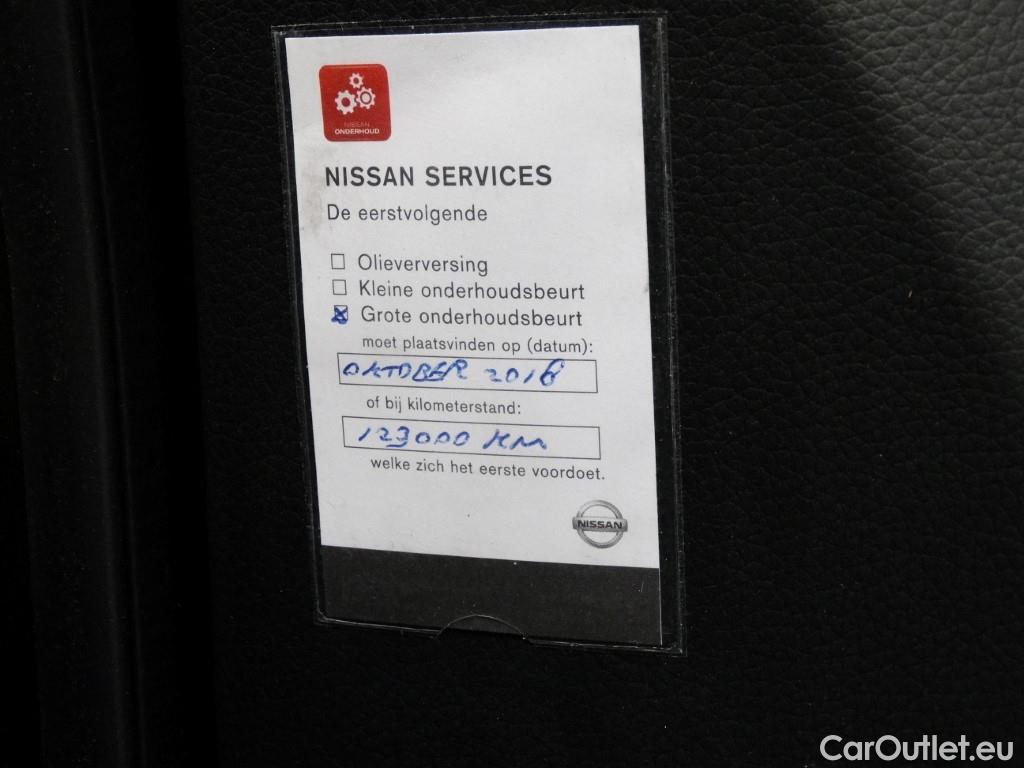 NISSAN
ONDERHOUD
NISSAN SERVICES
De eerstvolgende
Olieverversing
Kleine onderhoudsbeurt
Grote onderhoudsbeurt
moet plaatsvinden op (datum):
OKTOBER 2018
of bij kilometerstand:
123000 KM
welke zich het eerste voordoet.
NISSAN
CarOutlet.eu